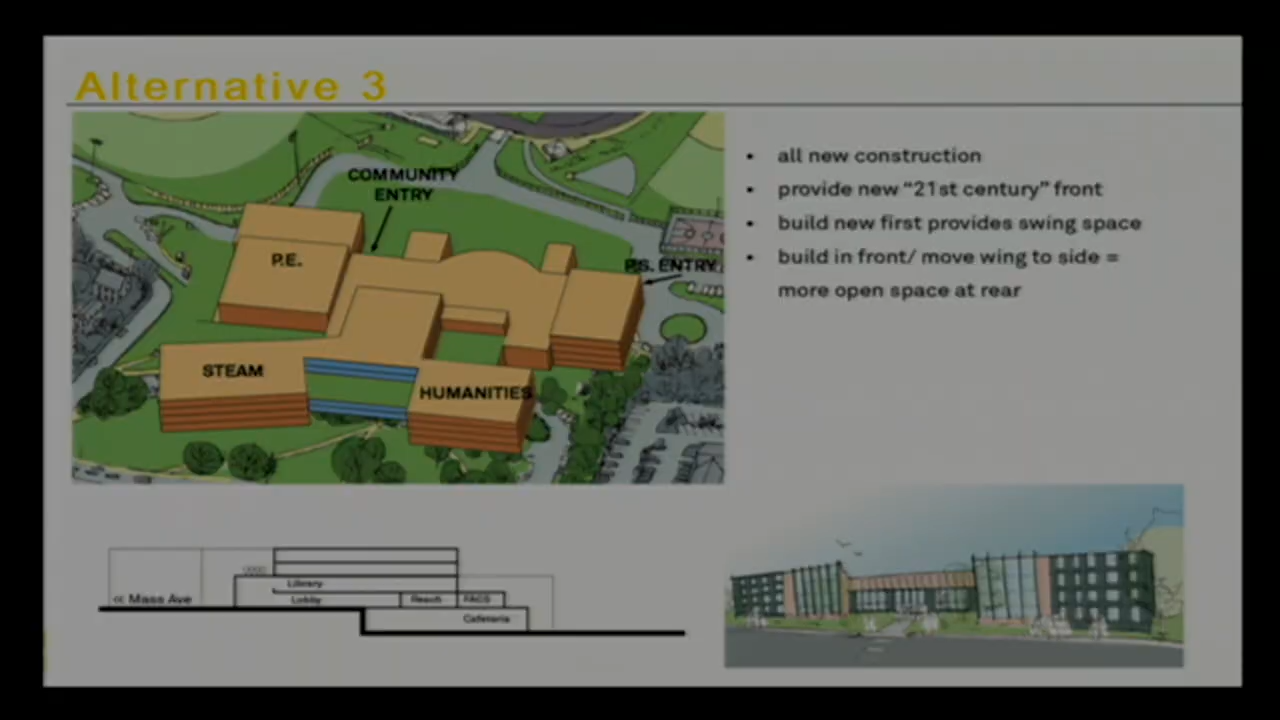 Alternative 3
COMMUNITY
ENTRY
P.E.
P.S. ENTRY
STEAM
HUMANITIES
• all new construction
• provide new “21st century” front
• build new first provides swing space
• build in front/ move wing to side =
more open space at rear
Library
<< Mass Ave
Lobby
FACS
Cafeteria